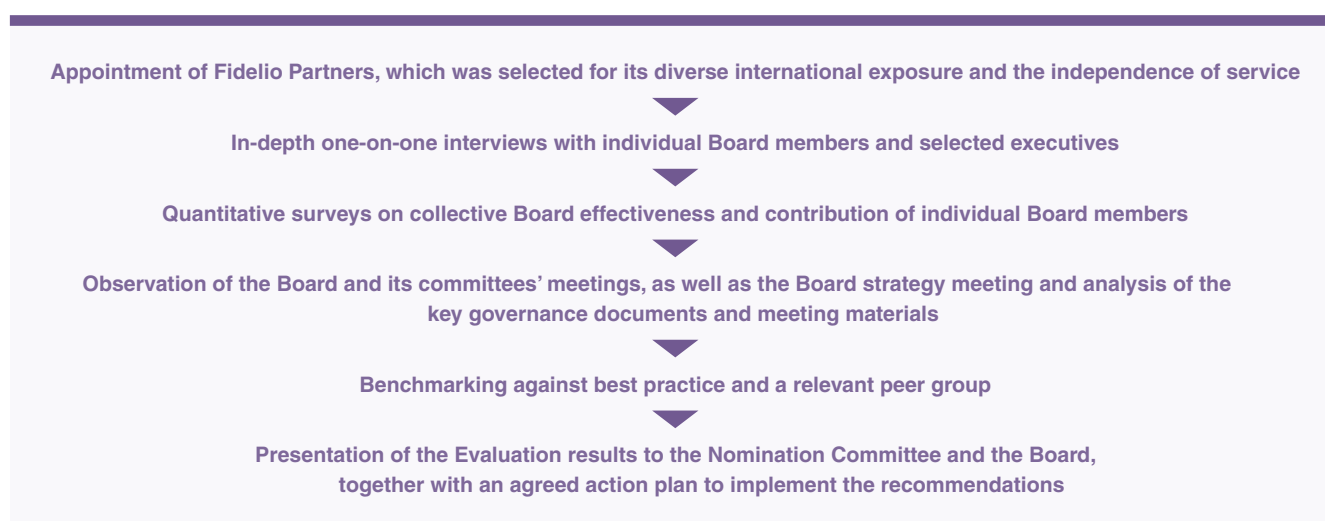 Appointment of Fidelio Partners, which was selected for its diverse international exposure and the independence of service
In-depth one-on-one interviews with individual Board members and selected executives
Quantitative surveys on collective Board effectiveness and contribution of individual Board members
Observation of the Board and its committees’ meetings, as well as the Board strategy meeting and analysis of the
key governance documents and meeting materials
Benchmarking against best practice and a relevant peer group
Presentation of the Evaluation results to the Nomination Committee and the Board,
together with an agreed action plan to implement the recommendations